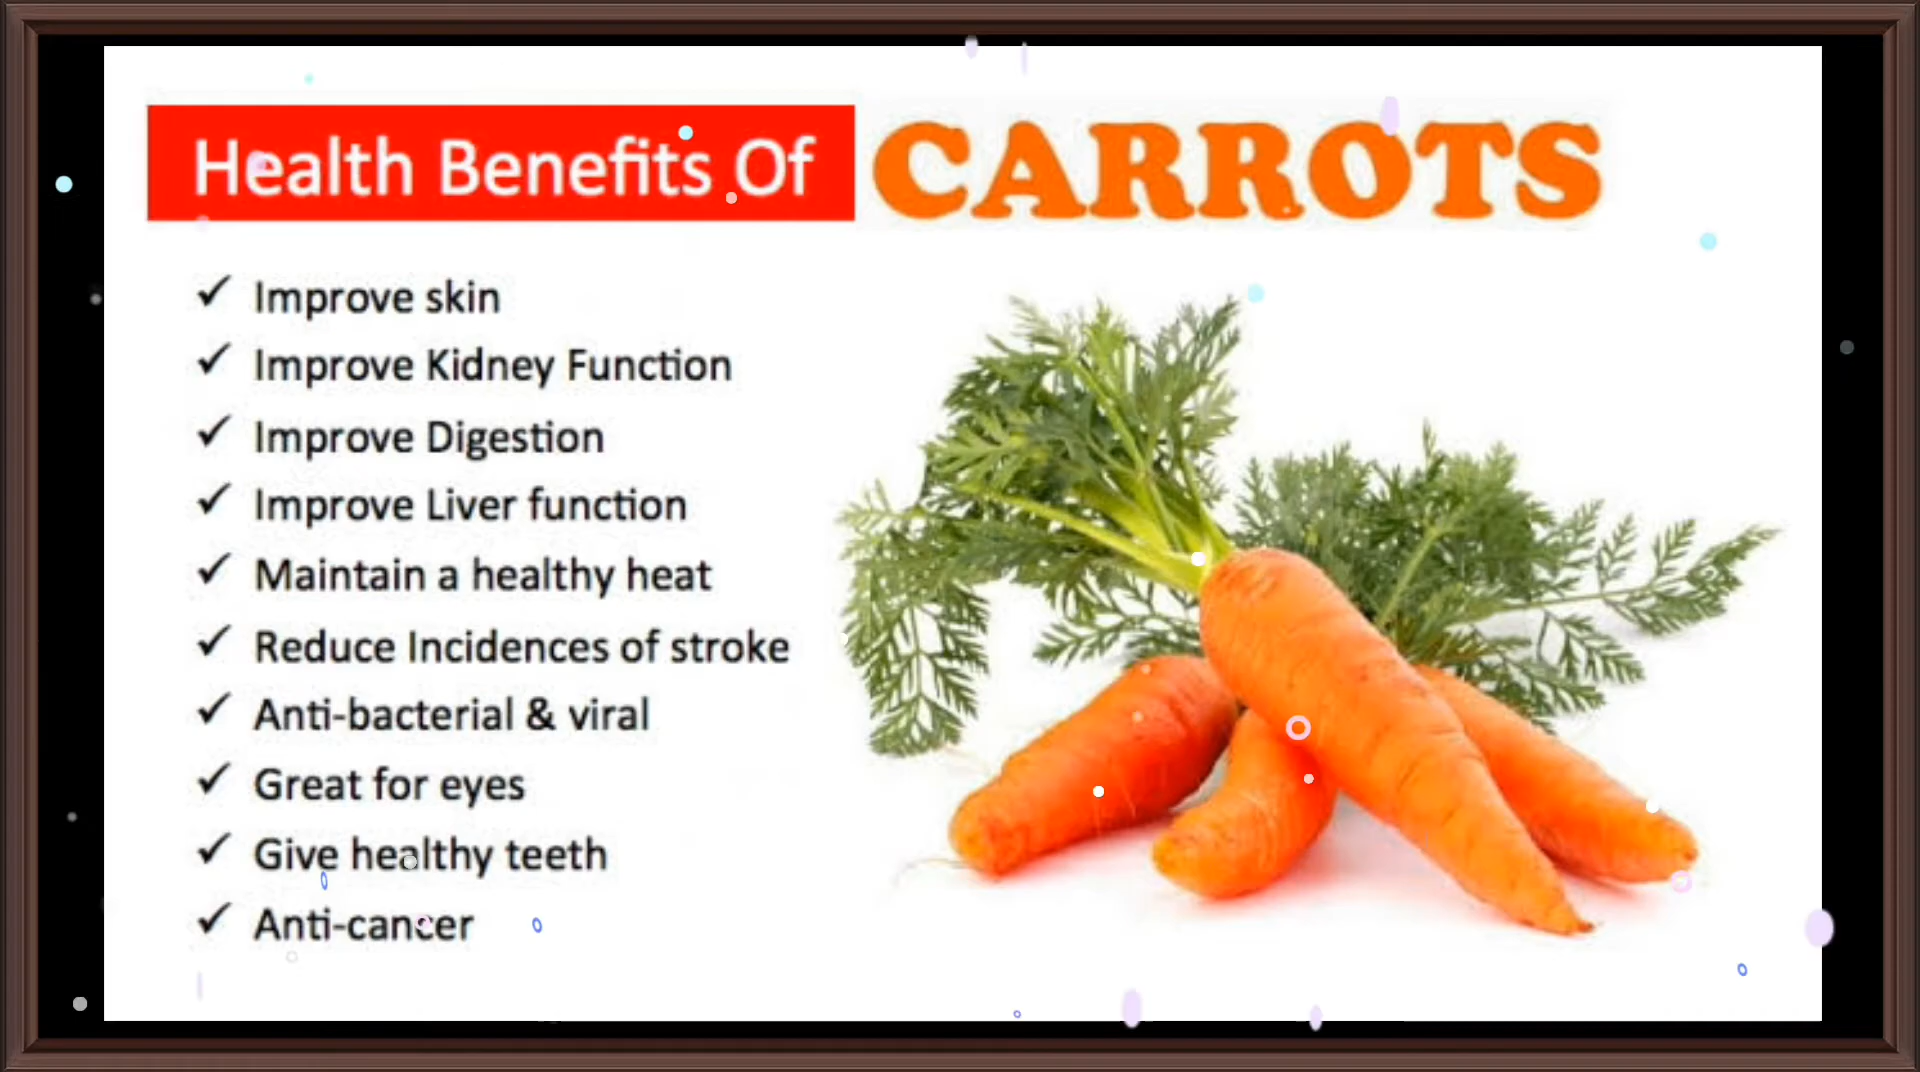 Health Benefits Of CARROTS
✓ Improve skin
✓ Improve Kidney Function
✓ Improve Digestion
✓ Improve Liver function
✓ Maintain a healthy heat
✓ Reduce Incidences of stroke
✓ Anti-bacterial & viral
✓ Great for eyes
✓ Give healthy teeth
✓ Anti-cancer